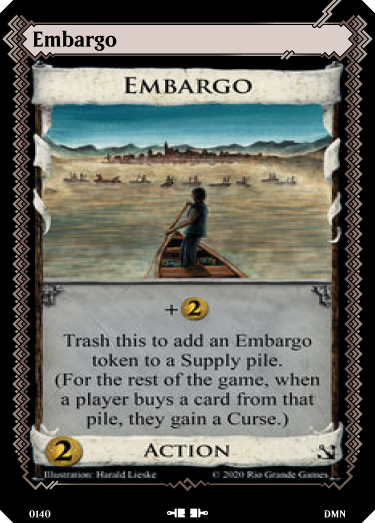 Embargo
EMBARGO
+ 2
Trash this to add an Embargo
token to a Supply pile.
(For the rest of the game, when
a player buys a card from that
pile, they gain a Curse.)
2 ACTION
Illustration: Harald Lieske © 2020 Rio Grande Games
0140 DMN